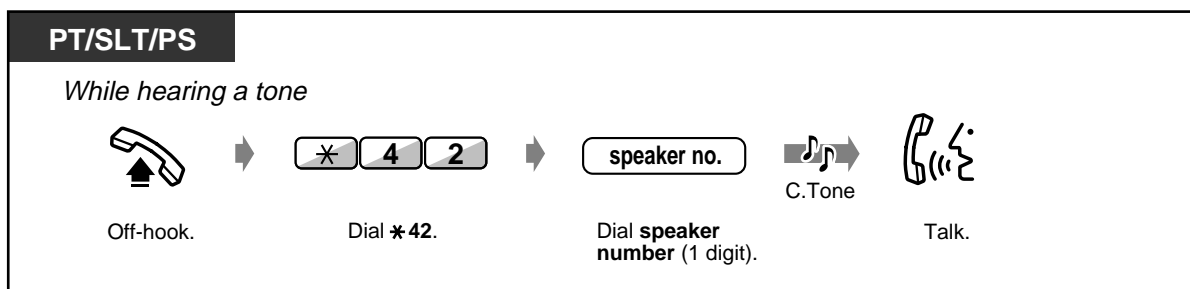 PT/SLT/PS
While hearing a tone
✳ 4 2
speaker no.
C.Tone
Off-hook.
Dial ✳42.
Dial speaker
number (1 digit).
Talk.